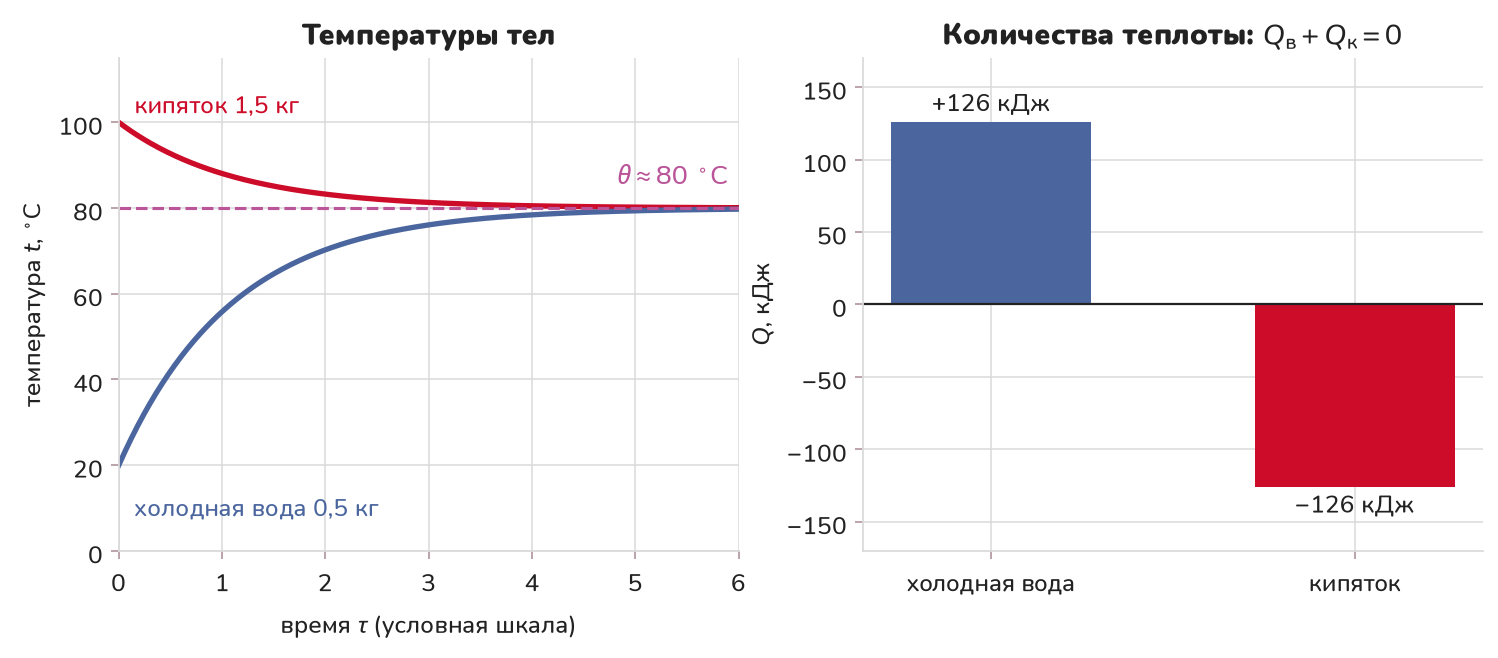 Температуры тел
температура t, °C
100
80
60
40
20
0
кипяток 1,5 кг
θ ≈ 80 °C
холодная вода 0,5 кг
0 1 2 3 4 5 6
время τ (условная шкала)
Количества теплоты: Qв + Qк = 0
Q, кДж
150
100
50
0
−50
−100
−150
+126 кДж
−126 кДж
холодная вода кипяток